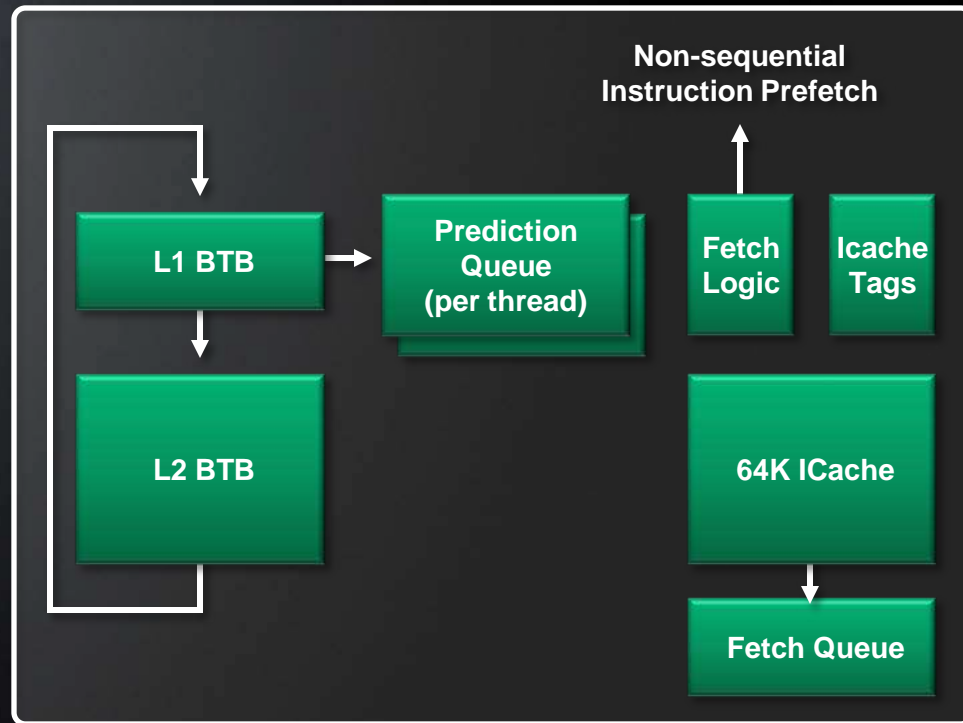 Non-sequential
Instruction Prefetch
L1 BTB
Prediction
Queue
(per thread)
Fetch
Logic
Icache
Tags
L2 BTB
64K ICache
Fetch Queue